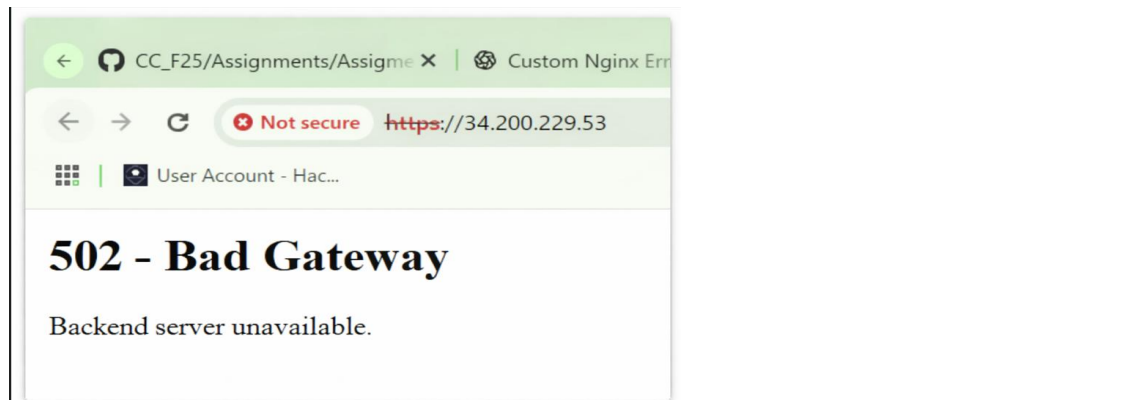 CC_F25/Assignments/Assigme
Custom Nginx Err
Not secure https://34.200.229.53
User Account - Hac...
502 - Bad Gateway
Backend server unavailable.